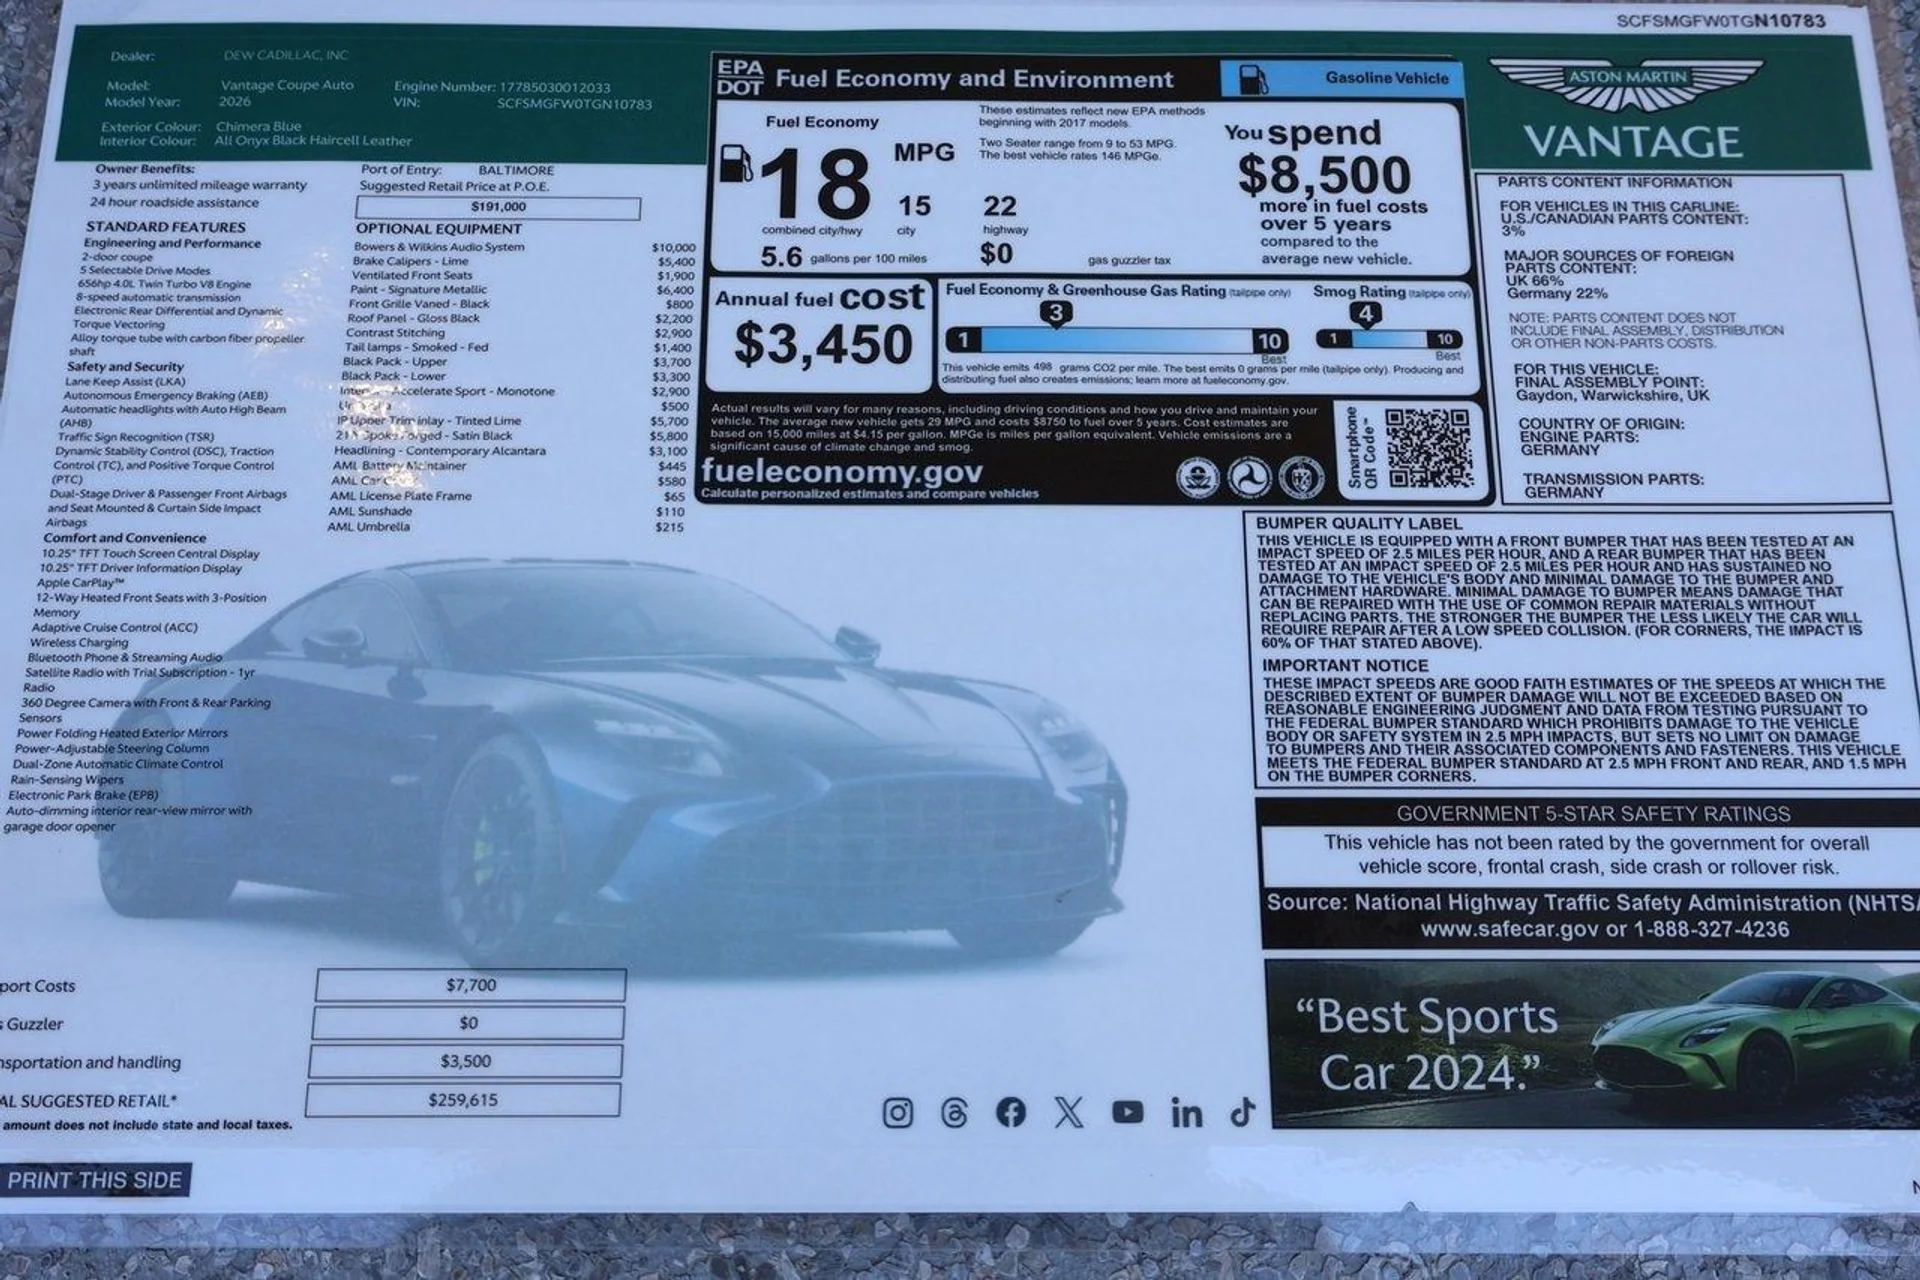 SCFSMGFW0TGN10783
Dealer: DEW CADILLAC, INC
Model: Vantage Coupe Auto Engine Number: 17785030012033
Model Year: 2026 VIN: SCFSMGFW0TGN10783
Exterior Colour: Chimera Blue
Interior Colour: All Onyx Black Haircell Leather
Owner Benefits:
3 years unlimited mileage warranty
24 hour roadside assistance
STANDARD FEATURES
Engineering and Performance
2-door coupe
5 Selectable Drive Modes
656hp 4.0L Twin Turbo V8 Engine
8-speed automatic transmission
Electronic Rear Differential and Dynamic
Torque Vectoring
Alloy torque tube with carbon fiber propeller
shaft
Safety and Security
Lane Keep Assist (LKA)
Autonomous Emergency Braking (AEB)
Automatic headlights with Auto High Beam
(AHB)
Traffic Sign Recognition (TSR)
Dynamic Stability Control (DSC), Traction
Control (TC), and Positive Torque Control
(PTC)
Dual-Stage Driver & Passenger Front Airbags
and Seat Mounted & Curtain Side Impact
Airbags
Comfort and Convenience
10.25" TFT Touch Screen Central Display
10.25" TFT Driver Information Display
Apple CarPlay™
12-Way Heated Front Seats with 3-Position
Memory
Adaptive Cruise Control (ACC)
Wireless Charging
Bluetooth Phone & Streaming Audio
Satellite Radio with Trial Subscription - 1yr
Radio
360 Degree Camera with Front & Rear Parking
Sensors
Power Folding Heated Exterior Mirrors
Power-Adjustable Steering Column
Dual-Zone Automatic Climate Control
Rain-Sensing Wipers
Electronic Park Brake (EPB)
Auto-dimming interior rear-view mirror with
garage door opener
Port of Entry: BALTIMORE
Suggested Retail Price at P.O.E.
$191,000
OPTIONAL EQUIPMENT
Bowers & Wilkins Audio System $10,000
Brake Calipers - Lime $5,400
Ventilated Front Seats $1,900
Paint - Signature Metallic $6,400
Front Grille Vaned - Black $800
Roof Panel - Gloss Black $2,200
Contrast Stitching $2,900
Tail lamps - Smoked - Fed $1,400
Black Pack - Upper $3,700
Black Pack - Lower $3,300
Accelerate Sport - Monotone $2,900
$500
IP Upper Trim inlay - Tinted Lime $5,700
21" Spoke Forged - Satin Black $5,800
Headlining - Contemporary Alcantara $3,100
AML Battery Maintainer $445
AML Car $580
AML License Plate Frame $65
AML Sunshade $110
AML Umbrella $215
port Costs $7,700
s Guzzler $0
nsportation and handling $3,500
AL SUGGESTED RETAIL* $259,615
amount does not include state and local taxes.
PRINT THIS SIDE
EPA
DOT Fuel Economy and Environment
Gasoline Vehicle
Fuel Economy
18 MPG
combined city/hwy
15
city
22
highway
5.6 gallons per 100 miles
$0 gas guzzler tax
These estimates reflect new EPA methods
beginning with 2017 models.
Two Seater range from 9 to 53 MPG.
The best vehicle rates 146 MPGe.
You spend
$8,500
more in fuel costs
over 5 years
compared to the
average new vehicle.
Annual fuel cost
$3,450
Fuel Economy & Greenhouse Gas Rating (tailpipe only)
3
1 10
Best
Smog Rating (tailpipe only)
4
1 10
Best
This vehicle emits 498 grams CO2 per mile. The best emits 0 grams per mile (tailpipe only). Producing and
distributing fuel also creates emissions; learn more at fueleconomy.gov.
Actual results will vary for many reasons, including driving conditions and how you drive and maintain your
vehicle. The average new vehicle gets 29 MPG and costs $8750 to fuel over 5 years. Cost estimates are
based on 15,000 miles at $4.15 per gallon. MPGe is miles per gallon equivalent. Vehicle emissions are a
significant cause of climate change and smog.
fueleconomy.gov
Calculate personalized estimates and compare vehicles
Smartphone
QR Code™
ASTON MARTIN
VANTAGE
PARTS CONTENT INFORMATION
FOR VEHICLES IN THIS CARLINE:
U.S./CANADIAN PARTS CONTENT:
3%
MAJOR SOURCES OF FOREIGN
PARTS CONTENT:
UK 66%
Germany 22%
NOTE: PARTS CONTENT DOES NOT
INCLUDE FINAL ASSEMBLY, DISTRIBUTION
OR OTHER NON-PARTS COSTS.
FOR THIS VEHICLE:
FINAL ASSEMBLY POINT:
Gaydon, Warwickshire, UK
COUNTRY OF ORIGIN:
ENGINE PARTS:
GERMANY
TRANSMISSION PARTS:
GERMANY
BUMPER QUALITY LABEL
THIS VEHICLE IS EQUIPPED WITH A FRONT BUMPER THAT HAS BEEN TESTED AT AN
IMPACT SPEED OF 2.5 MILES PER HOUR, AND A REAR BUMPER THAT HAS BEEN
TESTED AT AN IMPACT SPEED OF 2.5 MILES PER HOUR AND HAS SUSTAINED NO
DAMAGE TO THE VEHICLE'S BODY AND MINIMAL DAMAGE TO THE BUMPER AND
ATTACHMENT HARDWARE. MINIMAL DAMAGE TO BUMPER MEANS DAMAGE THAT
CAN BE REPAIRED WITH THE USE OF COMMON REPAIR MATERIALS WITHOUT
REPLACING PARTS. THE STRONGER THE BUMPER THE LESS LIKELY THE CAR WILL
REQUIRE REPAIR AFTER A LOW SPEED COLLISION. (FOR CORNERS, THE IMPACT IS
60% OF THAT STATED ABOVE).
IMPORTANT NOTICE
THESE IMPACT SPEEDS ARE GOOD FAITH ESTIMATES OF THE SPEEDS AT WHICH THE
DESCRIBED EXTENT OF BUMPER DAMAGE WILL NOT BE EXCEEDED BASED ON
REASONABLE ENGINEERING JUDGMENT AND DATA FROM TESTING PURSUANT TO
THE FEDERAL BUMPER STANDARD WHICH PROHIBITS DAMAGE TO THE VEHICLE
BODY OR SAFETY SYSTEM IN 2.5 MPH IMPACTS, BUT SETS NO LIMIT ON DAMAGE
TO BUMPERS AND THEIR ASSOCIATED COMPONENTS AND FASTENERS. THIS VEHICLE
MEETS THE FEDERAL BUMPER STANDARD AT 2.5 MPH FRONT AND REAR, AND 1.5 MPH
ON THE BUMPER CORNERS.
GOVERNMENT 5-STAR SAFETY RATINGS
This vehicle has not been rated by the government for overall
vehicle score, frontal crash, side crash or rollover risk.
Source: National Highway Traffic Safety Administration (NHTSA
www.safecar.gov or 1-888-327-4236
“Best Sports
Car 2024.”